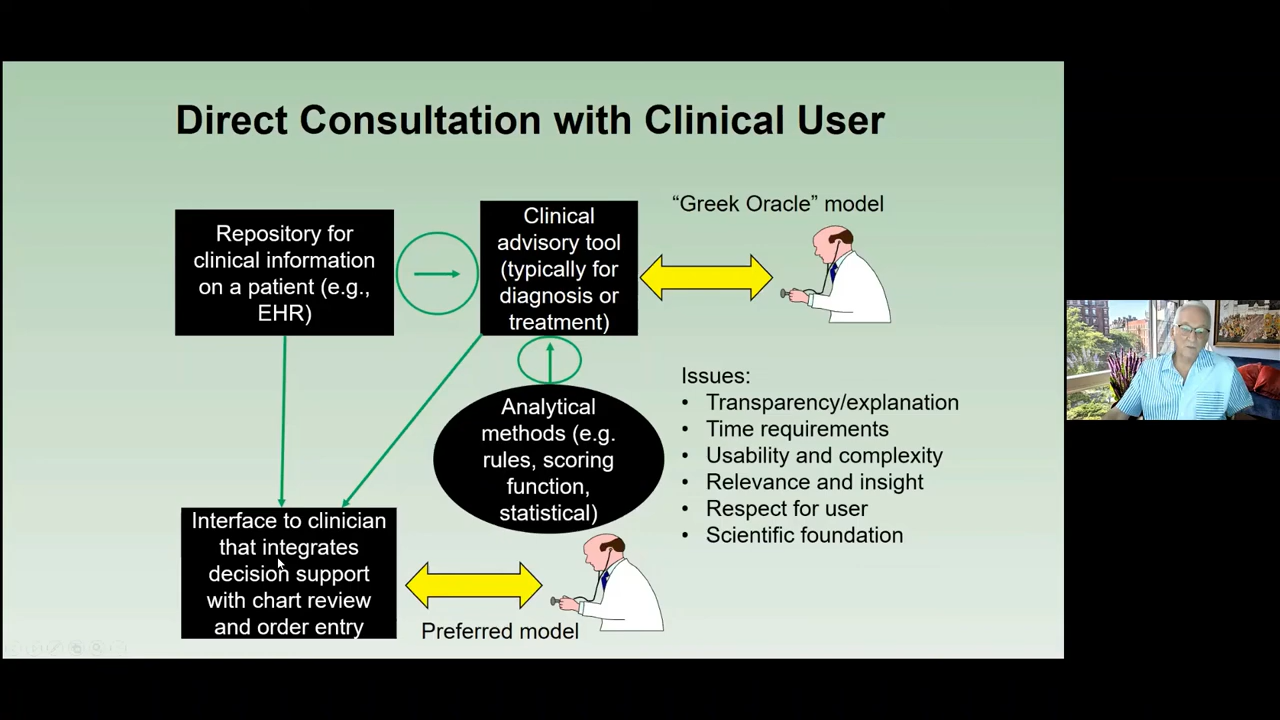 Direct Consultation with Clinical User
Repository for
clinical information
on a patient (e.g.,
EHR)
Clinical
advisory tool
(typically for
diagnosis or
treatment)
“Greek Oracle” model
Analytical
methods (e.g.
rules, scoring
function,
statistical)
Issues:
• Transparency/explanation
• Time requirements
• Usability and complexity
• Relevance and insight
• Respect for user
• Scientific foundation
Interface to clinician
that integrates
decision support
with chart review
and order entry
Preferred model